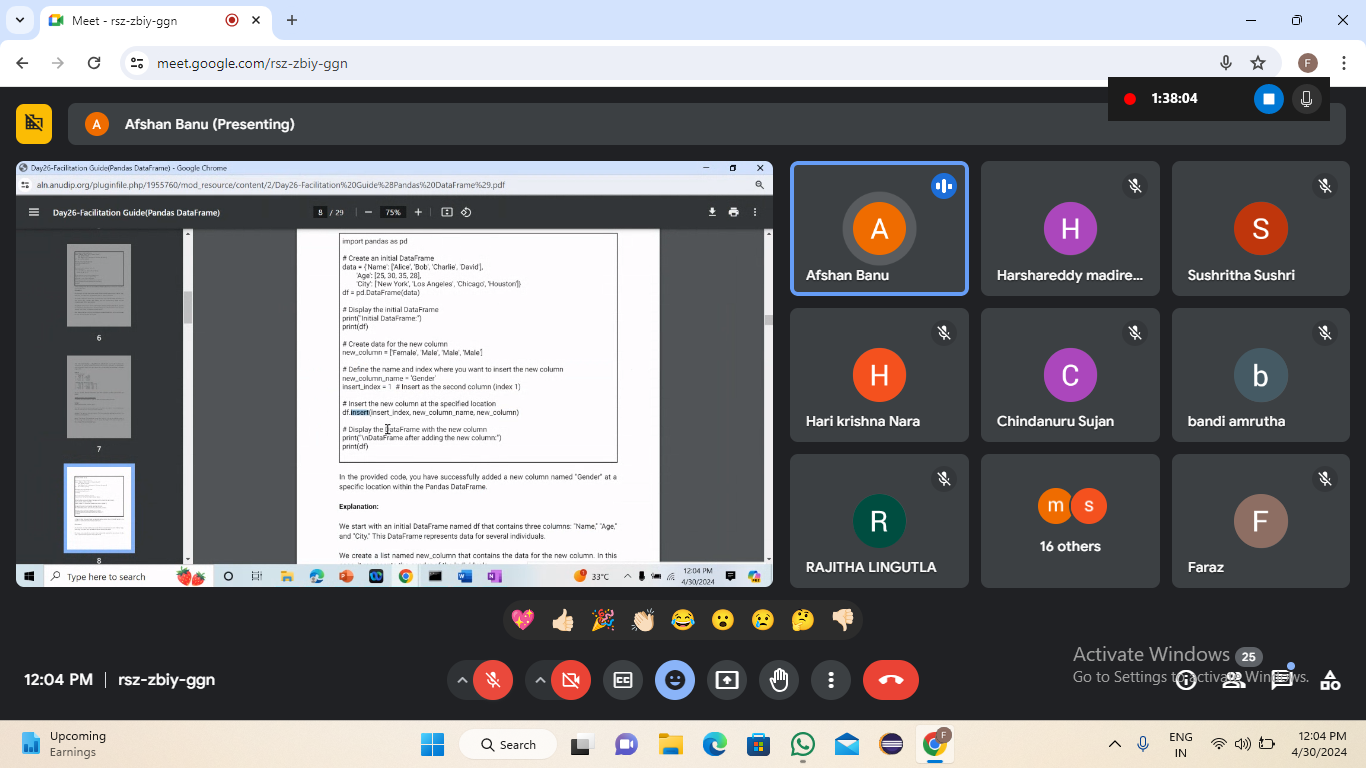 Meet - rsz-zbiy-ggn
meet.google.com/rsz-zbiy-ggn
F
1:38:04
A
Afshan Banu (Presenting)
Day26-Facilitation Guide(Pandas DataFrame) - Google Chrome
aln.anudip.org/pluginfile.php/1955760/mod_resource/content/2/Day26-Facilitation%20Guide%28Pandas%20DataFrame%29.pdf
Day26-Facilitation Guide(Pandas DataFrame)
8 / 29
75%
6
7
8
import pandas as pd
# Create an initial DataFrame
data = {'Name': ['Alice', 'Bob', 'Charlie', 'David'],
'Age': [25, 30, 35, 28],
'City': ['New York', 'Los Angeles', 'Chicago', 'Houston']}
df = pd.DataFrame(data)
# Display the initial DataFrame
print("Initial DataFrame:")
print(df)
# Create data for the new column
new_column = ['Female', 'Male', 'Male', 'Male']
# Define the name and index where you want to insert the new column
new_column_name = 'Gender'
insert_index = 1 # Insert as the second column (index 1)
# Insert the new column at the specified location
df.insert(insert_index, new_column_name, new_column)
# Display the DataFrame with the new column
print("\nDataFrame after adding the new column:")
print(df)
In the provided code, you have successfully added a new column named "Gender" at a
specific location within the Pandas DataFrame.
Explanation:
We start with an initial DataFrame named df that contains three columns: "Name," "Age,"
and "City." This DataFrame represents data for several individuals.
We create a list named new_column that contains the data for the new column. In this
Type here to search
33°C
12:04 PM
4/30/2024
A
Afshan Banu
H
Harshareddy madire...
S
Sushritha Sushri
H
Hari krishna Nara
C
Chindanuru Sujan
b
bandi amrutha
R
RAJITHA LINGUTLA
m
s
16 others
F
Faraz
12:04 PM
rsz-zbiy-ggn
25
Activate Windows
Go to Settings to activate Windows.
Upcoming
Earnings
Search
F
ENG
IN
12:04 PM
4/30/2024